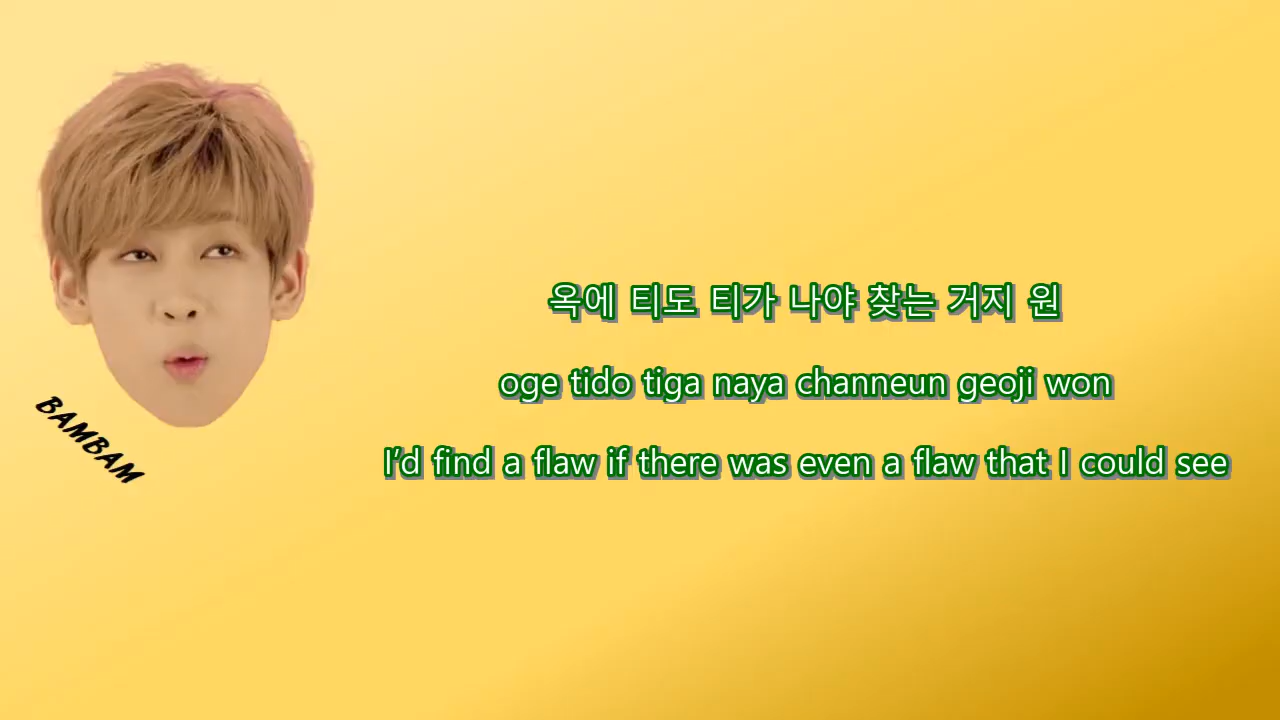 옥에 티도 티가 나야 찾는 거지 원
oge tido tiga naya channeun geoji won
I'd find a flaw if there was even a flaw that I could see
BAMBAM